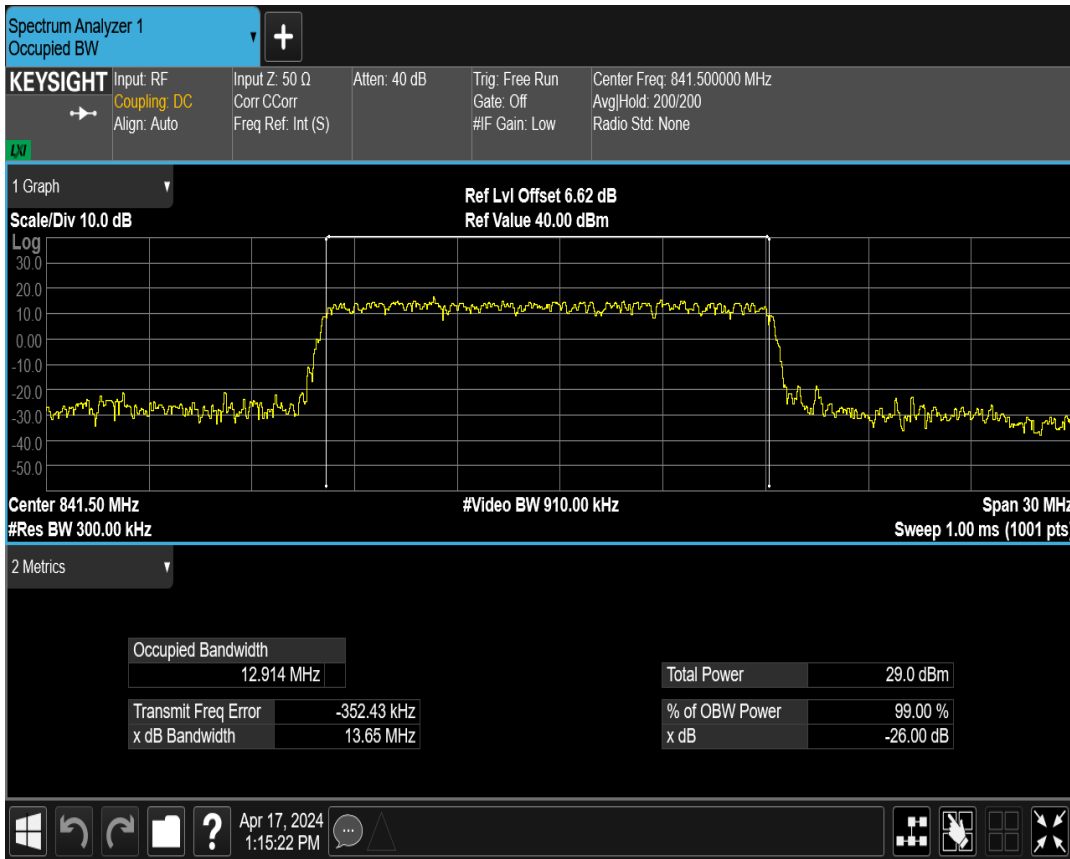 Spectrum Analyzer 1
Occupied BW
+
KEYSIGHT
LXI
Input: RF
Coupling: DC
Align: Auto
Input Z: 50 Ω
Corr CCorr
Freq Ref: Int (S)
Atten: 40 dB
Trig: Free Run
Gate: Off
#IF Gain: Low
Center Freq: 841.500000 MHz
Avg|Hold: 200/200
Radio Std: None
1 Graph
Scale/Div 10.0 dB
Ref Lvl Offset 6.62 dB
Ref Value 40.00 dBm
Log
30.0
20.0
10.0
0.00
-10.0
-20.0
-30.0
-40.0
-50.0
Center 841.50 MHz
#Video BW 910.00 kHz
Span 30 MHz
#Res BW 300.00 kHz
Sweep 1.00 ms (1001 pts)
2 Metrics
Occupied Bandwidth
12.914 MHz
Transmit Freq Error -352.43 kHz
x dB Bandwidth 13.65 MHz
Total Power 29.0 dBm
% of OBW Power 99.00 %
x dB -26.00 dB
?
Apr 17, 2024
1:15:22 PM